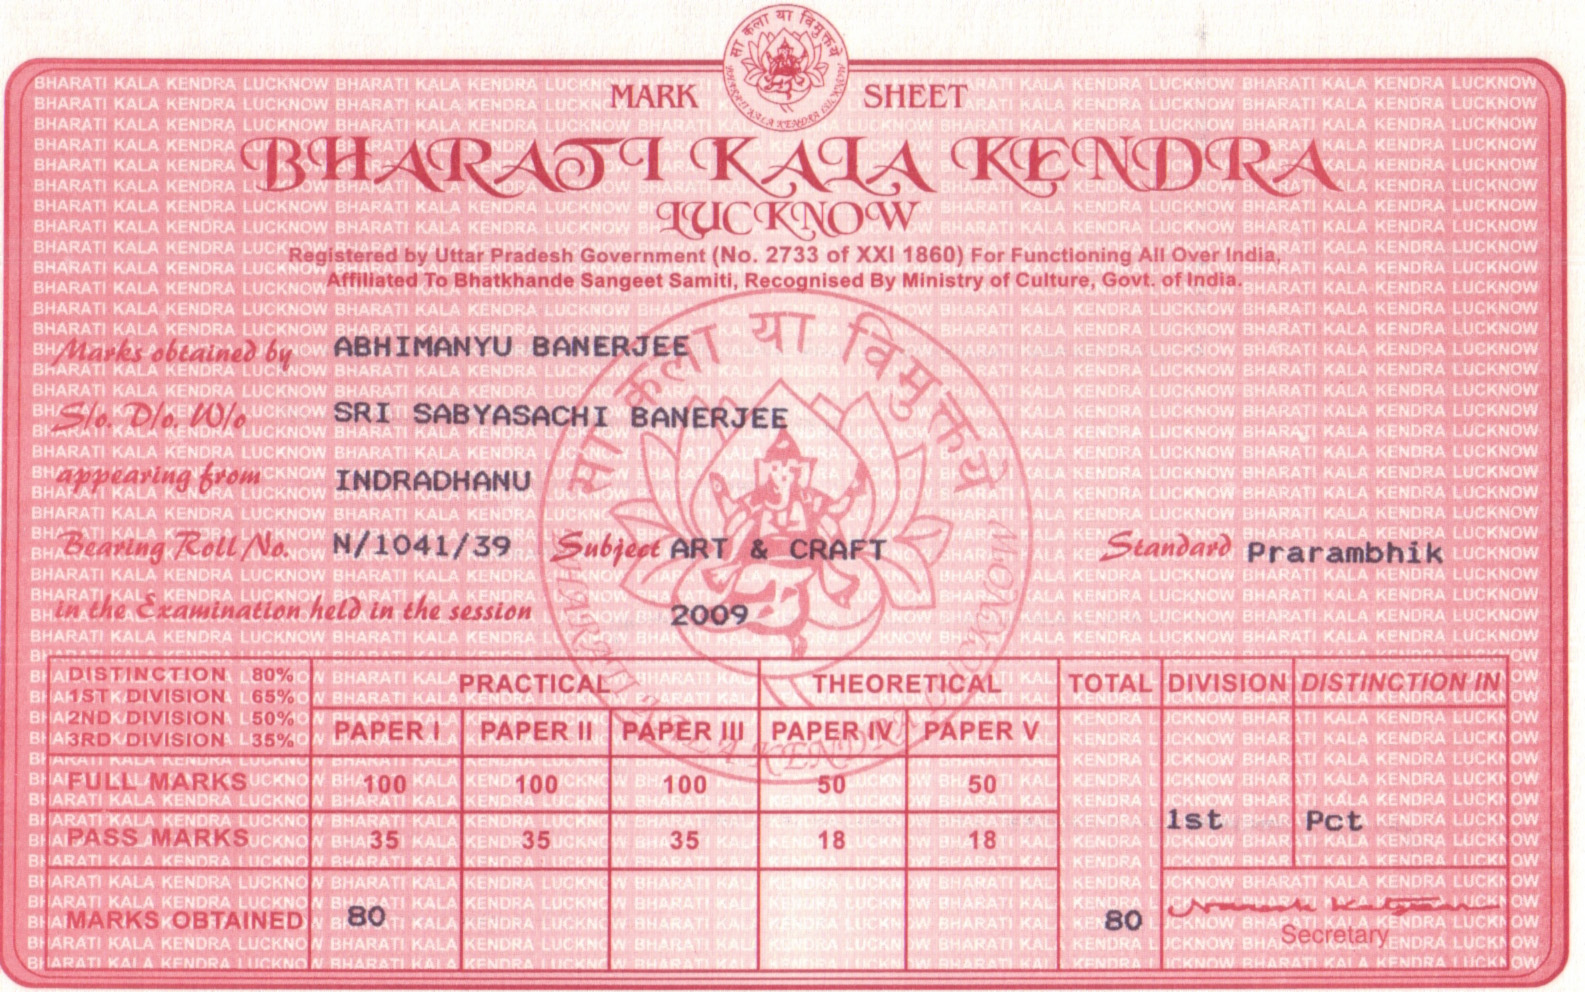 सा कला या विमुक्तये
BHARATI KALA KENDRA LUCKNOW
MARK SHEET
BHARATI KALA KENDRA
LUCKNOW
Registered by Uttar Pradesh Government (No. 2733 of XXI 1860) For Functioning All Over India,
Affiliated To Bhatkhande Sangeet Samiti, Recognised By Ministry of Culture, Govt. of India.
सा कला या विमुक्तये
Marks obtained by ABHIMANYU BANERJEE
S/o. D/o. W/o SRI SABYASACHI BANERJEE
appearing from INDRADHANU
Bearing Roll No. N/1041/39 Subject ART & CRAFT Standard Prarambhik
in the Examination held in the session 2009
BHARATI KALA KENDRA LUCKNOW
DISTINCTION 80%
1ST DIVISION 65%
2ND DIVISION 50%
3RD DIVISION 35%
PRACTICAL THEORETICAL TOTAL DIVISION DISTINCTION IN
PAPER I PAPER II PAPER III PAPER IV PAPER V
FULL MARKS 100 100 100 50 50
PASS MARKS 35 35 35 18 18
1st Pct
MARKS OBTAINED 80 80
Secretary